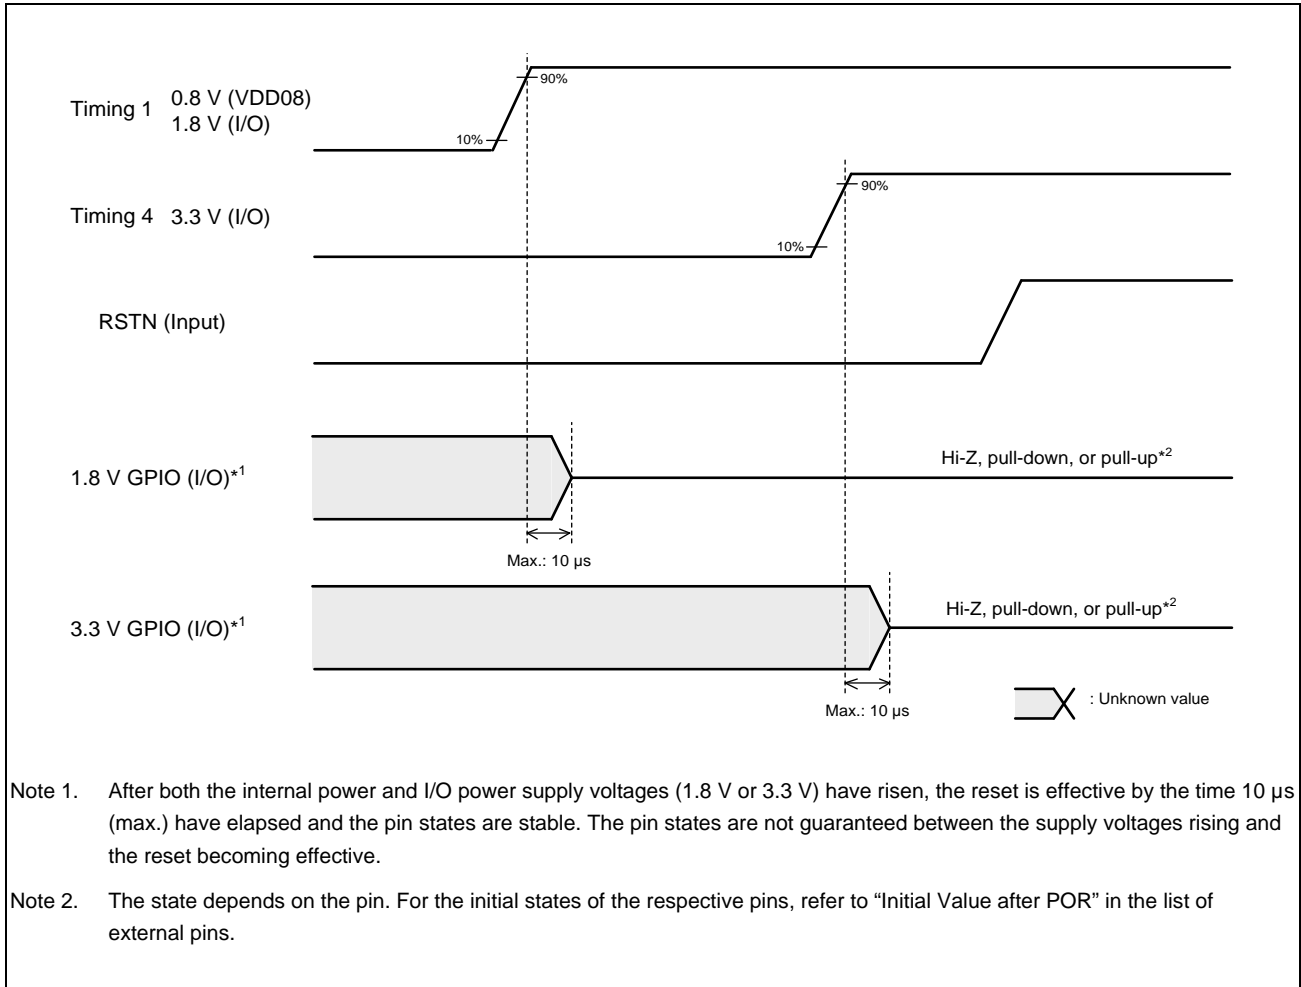 Timing 1 0.8 V (VDD08)
1.8 V (I/O)
90%
10%
Timing 4 3.3 V (I/O)
90%
10%
RSTN (Input)
1.8 V GPIO (I/O)*1
Hi-Z, pull-down, or pull-up*2
Max.: 10 µs
3.3 V GPIO (I/O)*1
Hi-Z, pull-down, or pull-up*2
Max.: 10 µs
: Unknown value
Note 1. After both the internal power and I/O power supply voltages (1.8 V or 3.3 V) have risen, the reset is effective by the time 10 µs
(max.) have elapsed and the pin states are stable. The pin states are not guaranteed between the supply voltages rising and
the reset becoming effective.
Note 2. The state depends on the pin. For the initial states of the respective pins, refer to “Initial Value after POR” in the list of
external pins.